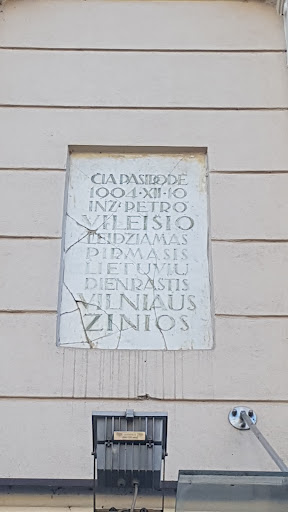 ČIA PASIRODĖ
1904·XII·10
INŽ·PETRO
VILEIŠIO
LEIDŽIAMAS
PIRMASIS
LIETUVIŲ
DIENRAŠTIS
VILNIAUS
ŽINIOS